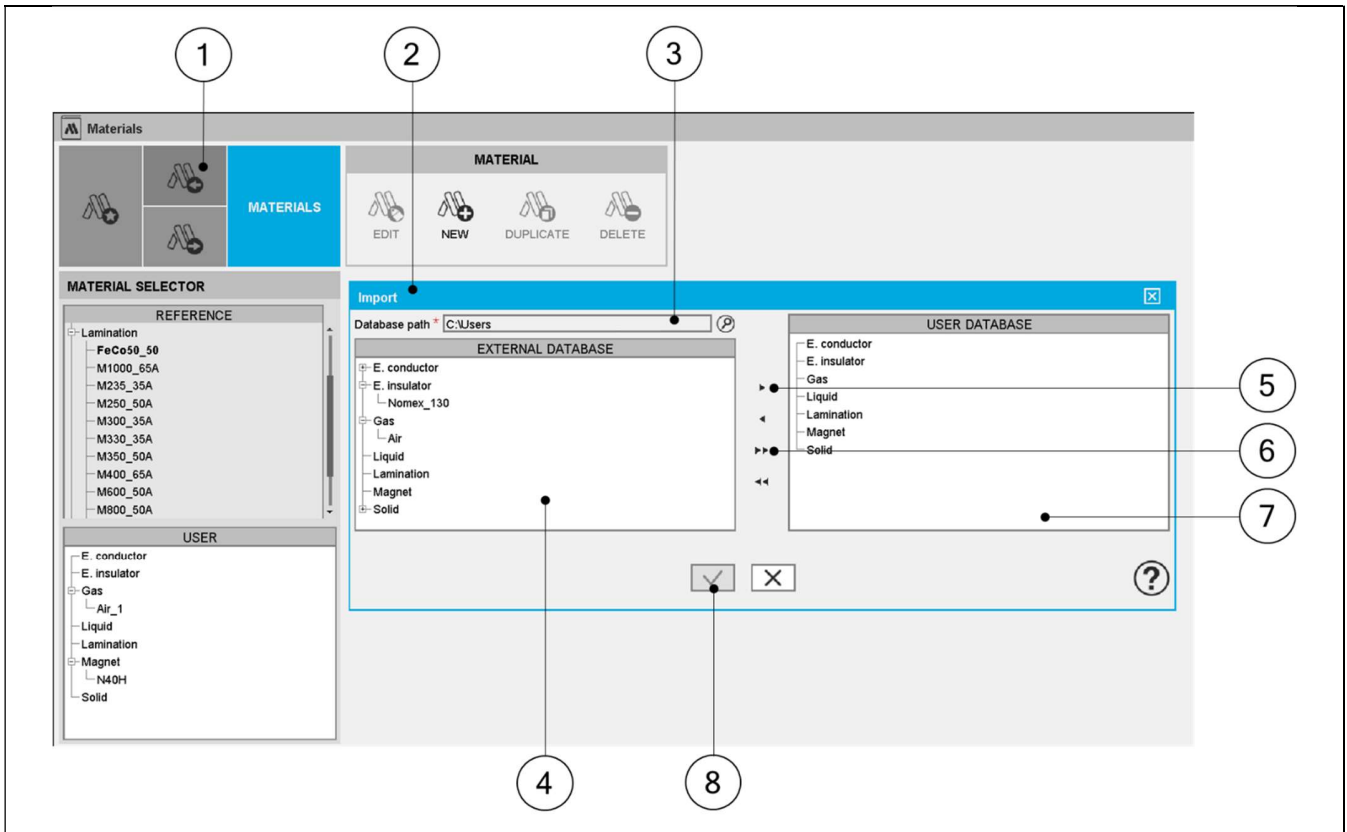 1
2
3
Materials
MATERIALS
MATERIAL
EDIT
NEW
DUPLICATE
DELETE
MATERIAL SELECTOR
REFERENCE
Lamination
FeCo50_50
M1000_65A
M235_35A
M250_50A
M300_35A
M330_35A
M350_50A
M400_65A
M600_50A
M800_50A
USER
E. conductor
E. insulator
Gas
Air_1
Liquid
Lamination
Magnet
N40H
Solid
Import
Database path * C:\Users
EXTERNAL DATABASE
E. conductor
E. insulator
Nomex_130
Gas
Air
Liquid
Lamination
Magnet
Solid
USER DATABASE
E. conductor
E. insulator
Gas
Liquid
Lamination
Magnet
Solid
?
5
6
7
4
8